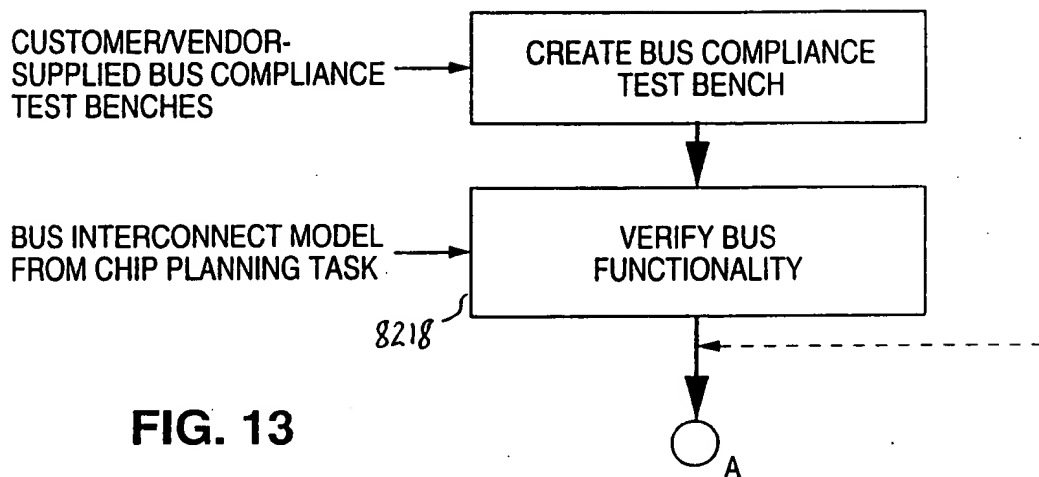 CUSTOMER/VENDOR-
SUPPLIED BUS COMPLIANCE
TEST BENCHES
CREATE BUS COMPLIANCE
TEST BENCH
BUS INTERCONNECT MODEL
FROM CHIP PLANNING TASK
VERIFY BUS
FUNCTIONALITY
8218
FIG. 13
A